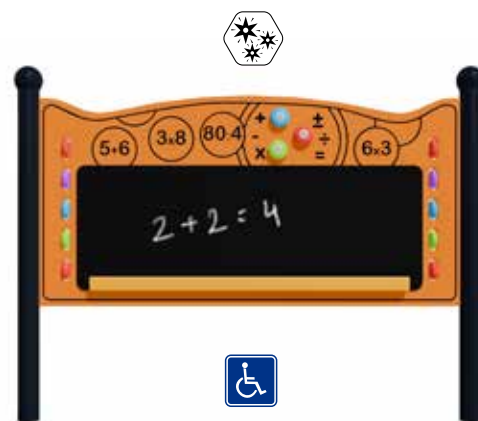 5+6
3x8
80 4
+
-
x
±
÷
=
6x3
2 + 2 = 4